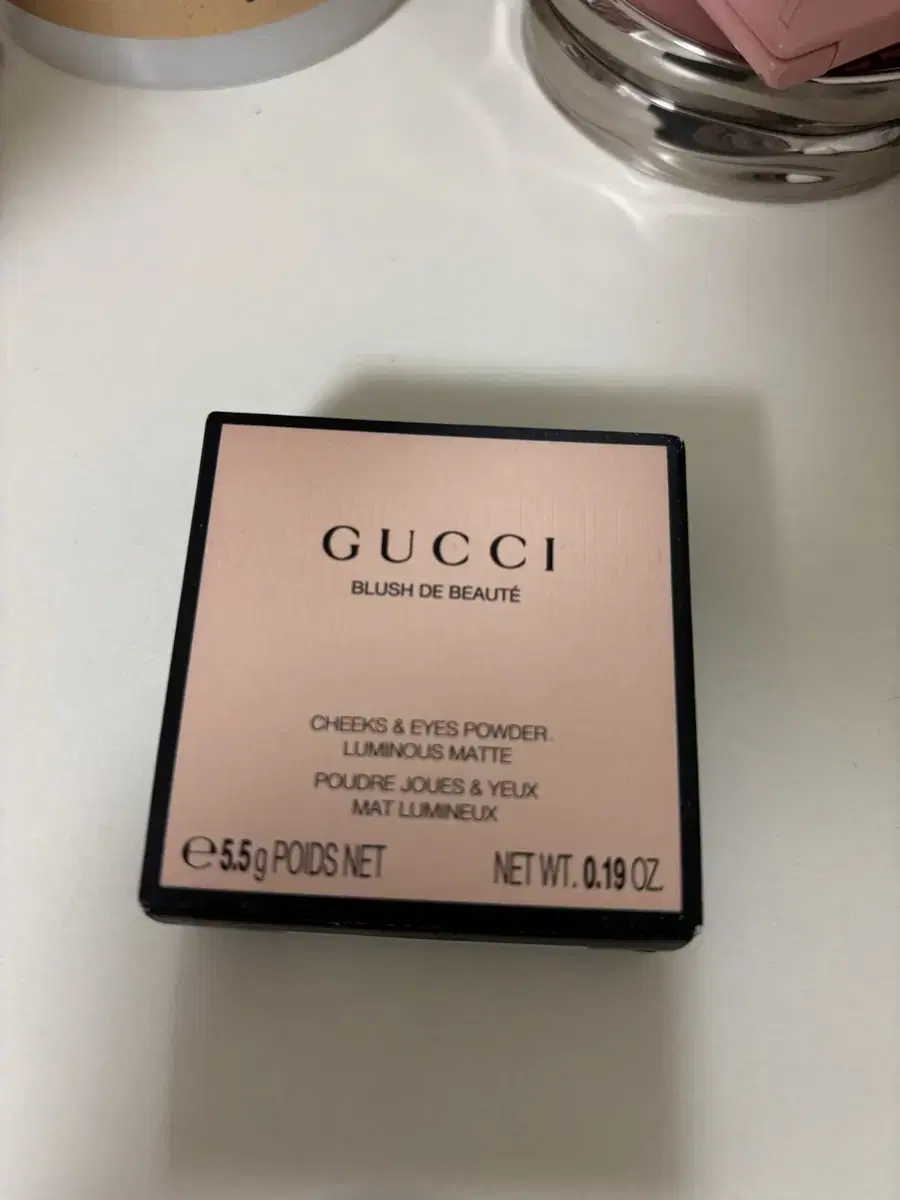 GUCCI
BLUSH DE BEAUTÉ
CHEEKS & EYES POWDER
LUMINOUS MATTE
POUDRE JOUES & YEUX
MAT LUMINEUX
℮ 5.5 g POIDS NET
NET WT. 0.19 OZ.